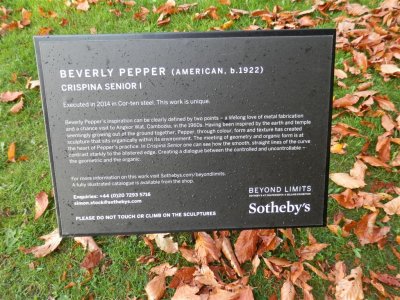 BEVERLY PEPPER (AMERICAN, b.1922)
CRISPINA SENIOR I
Executed in 2014 in Cor-ten steel. This work is unique.
Beverly Pepper's inspiration can be clearly defined by two points – a lifelong love of metal fabrication
and a chance visit to Angkor Wat, Cambodia, in the 1960s. Having been inspired by the earth and temple
seemingly growing out of the ground together, Pepper, through colour, form and texture has created
sculpture that sits organically within its environment. The meeting of geometry and organic form is at
the heart of Pepper's practice. In Crispina Senior one can see how the smooth, straight lines of the curve
contrast starkly to the blistered edge. Creating a dialogue between the controlled and uncontrollable –
the geometric and the organic.
For more information on this work visit Sothebys.com/beyondlimits.
A fully illustrated catalogue is available from the shop.
Enquiries: +44 (0)20 7293 5716
simon.stock@sothebys.com
PLEASE DO NOT TOUCH OR CLIMB ON THE SCULPTURES
BEYOND LIMITS
Sotheby's